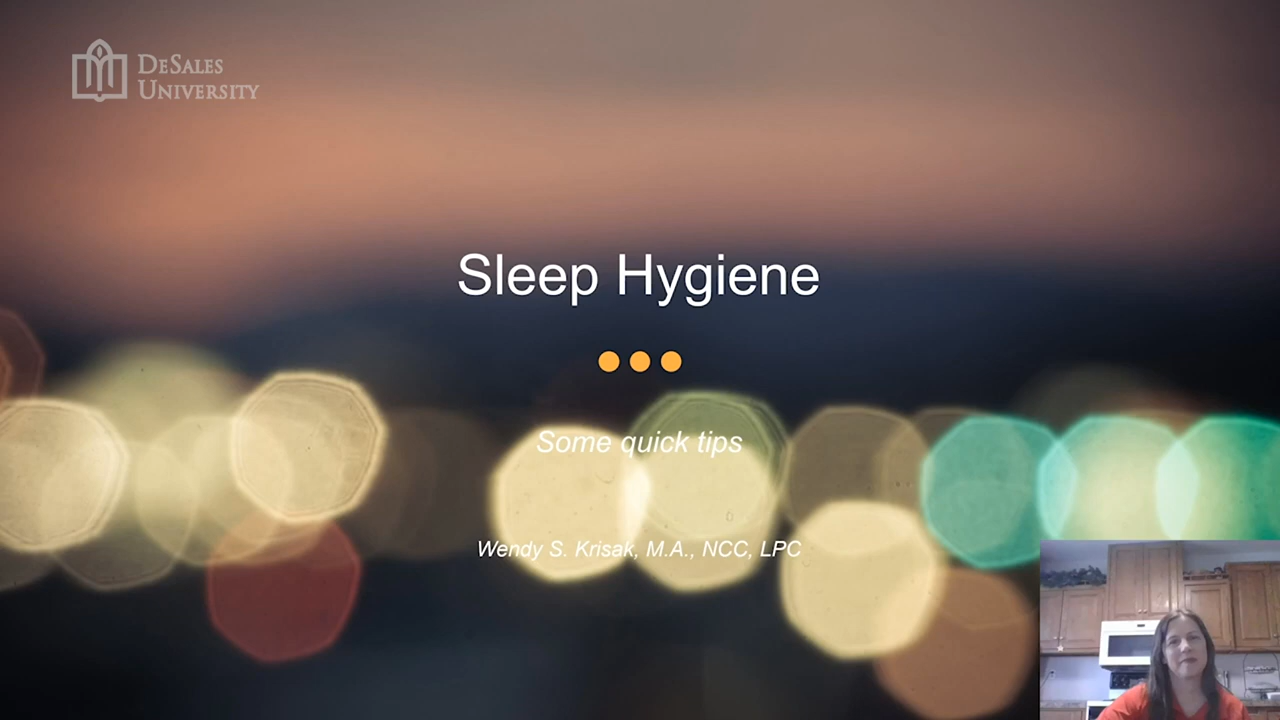 DeSales
University
Sleep Hygiene
Some quick tips
Wendy S. Krisak, M.A., NCC, LPC